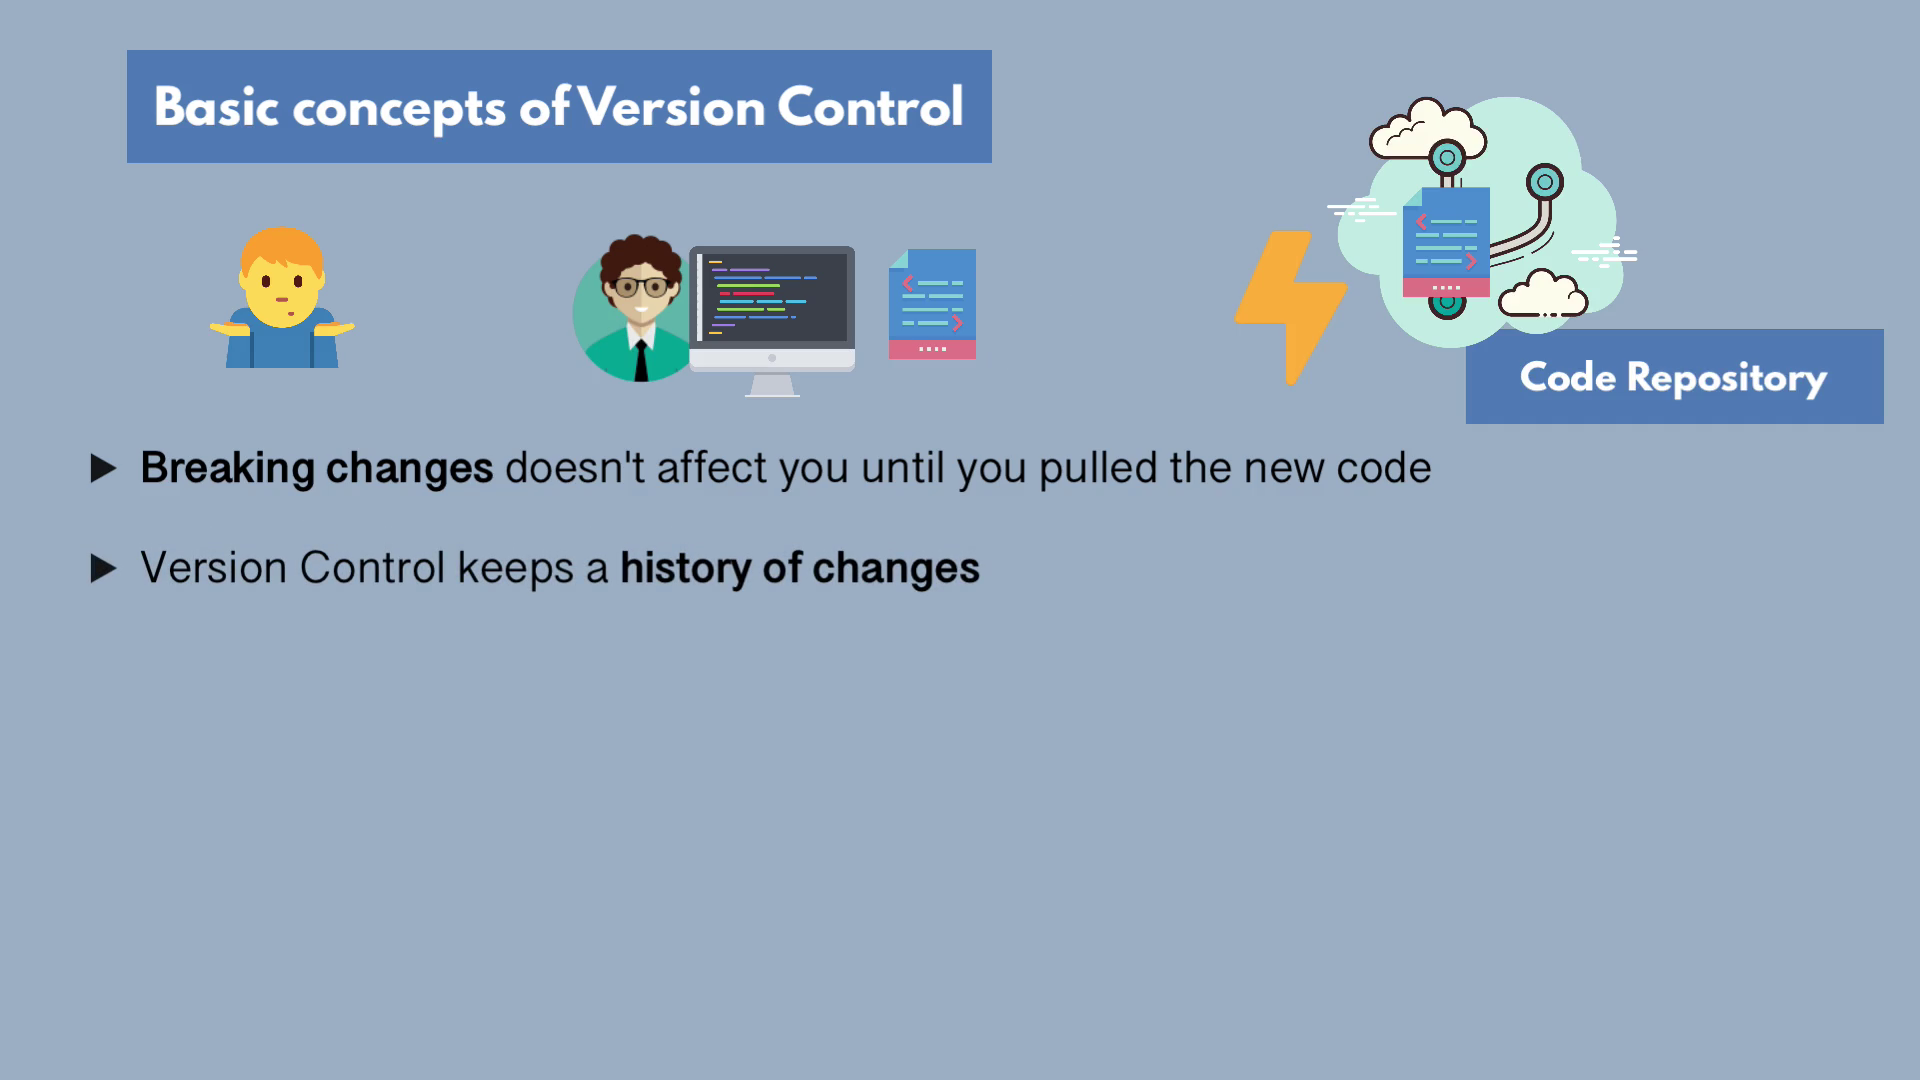 Basic concepts of Version Control
Code Repository
Breaking changes doesn't affect you until you pulled the new code
Version Control keeps a history of changes